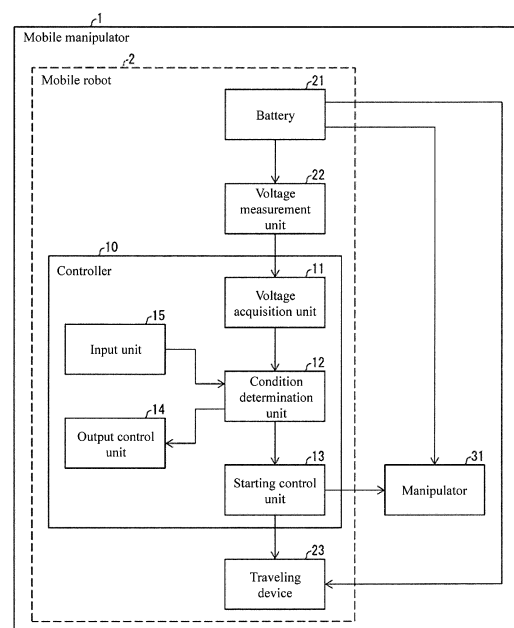 1
Mobile manipulator
2
Mobile robot
21
Battery
22
Voltage
measurement
unit
10
Controller
11
Voltage
acquisition unit
15
Input unit
12
Condition
determination
unit
14
Output control
unit
13
Starting control
unit
31
Manipulator
23
Traveling
device